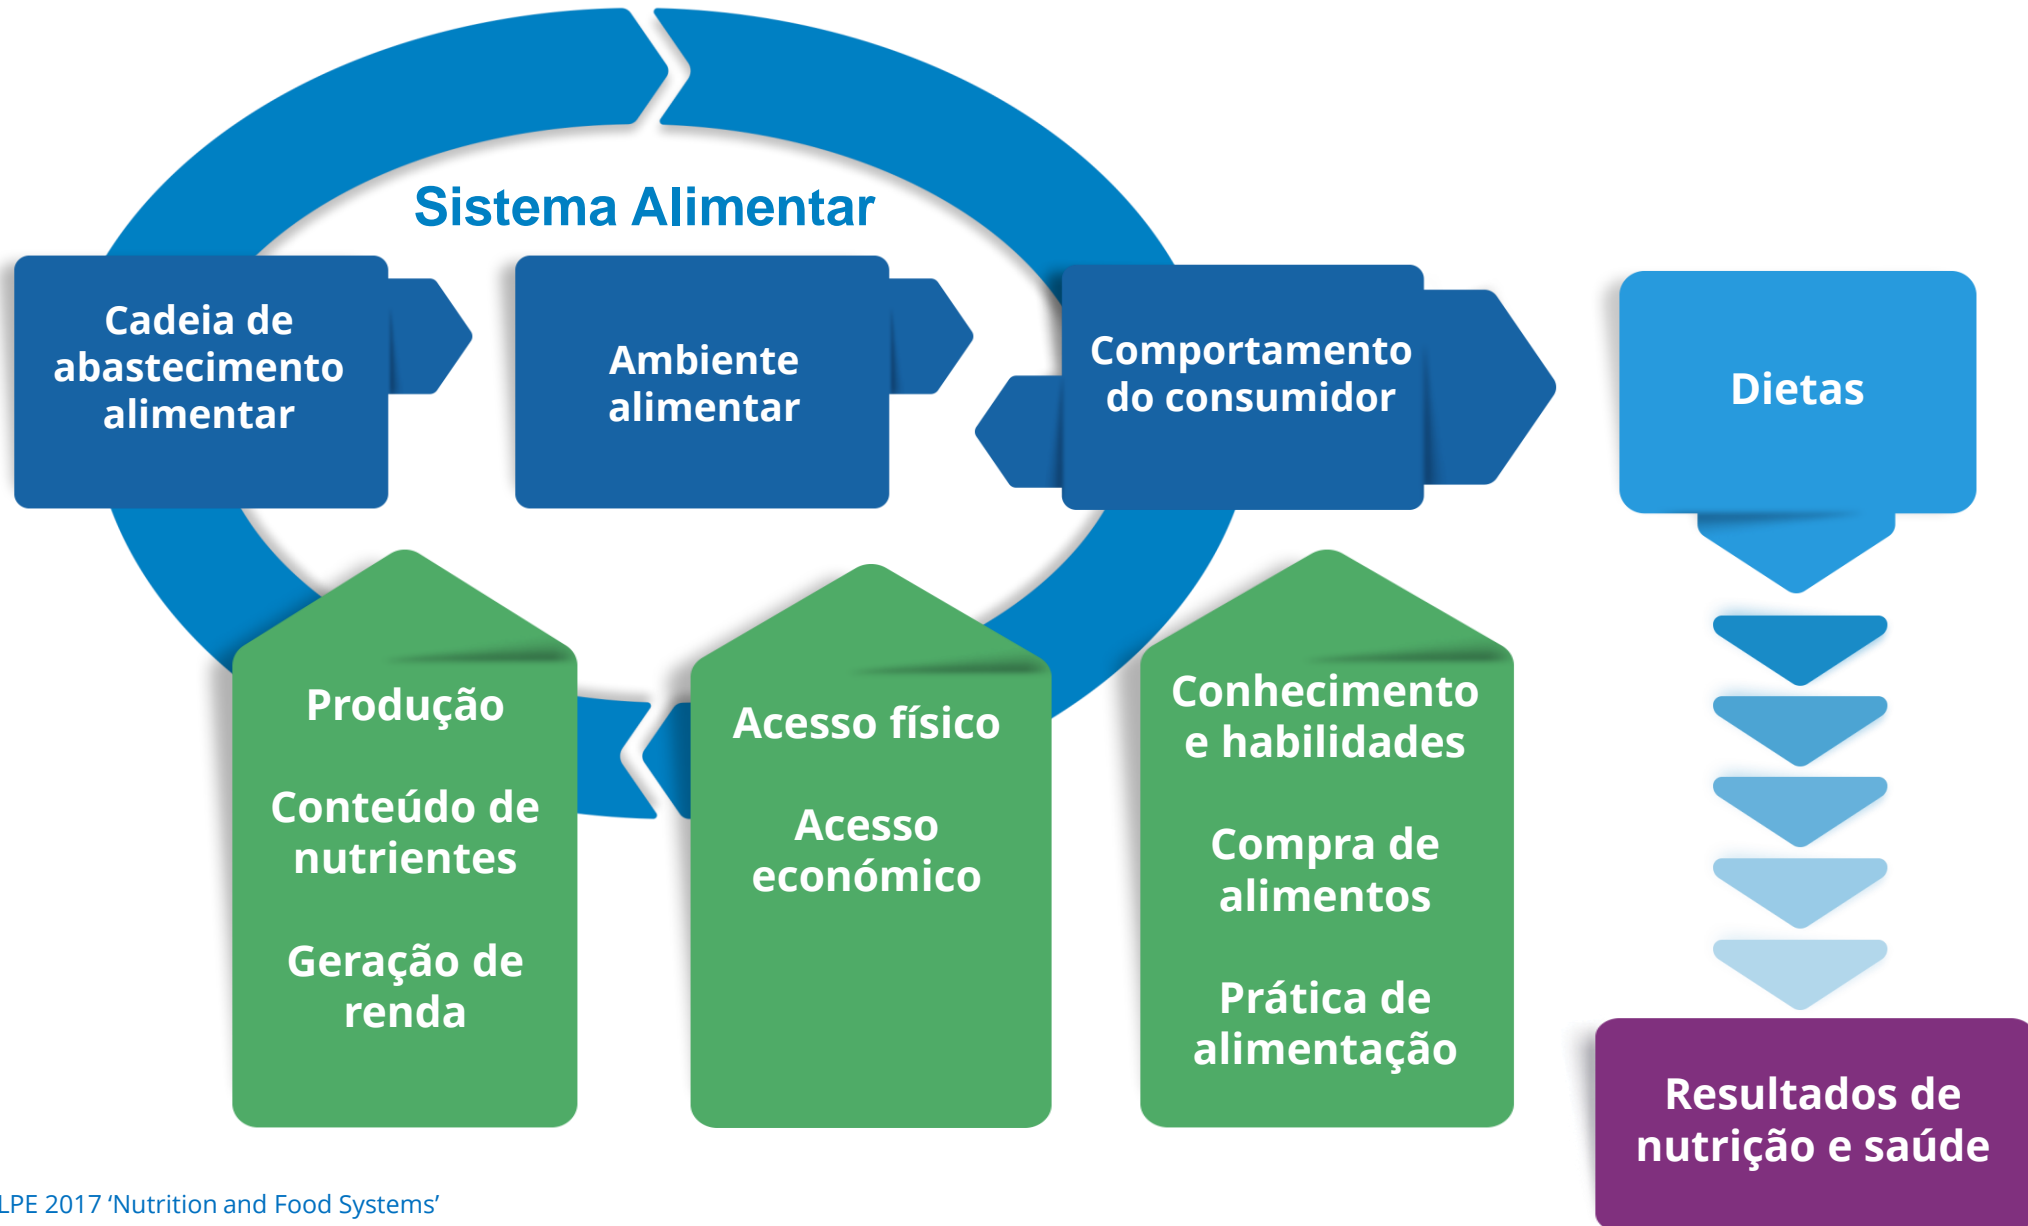 Sistema Alimentar
Cadeia de
abastecimento
alimentar
Ambiente
alimentar
Comportamento
do consumidor
Dietas
Produção
Conteúdo de
nutrientes
Geração de
renda
Acesso físico
Acesso
económico
Conhecimento
e habilidades
Compra de
alimentos
Prática de
alimentação
Resultados de
nutrição e saúde
LPE 2017 ‘Nutrition and Food Systems’